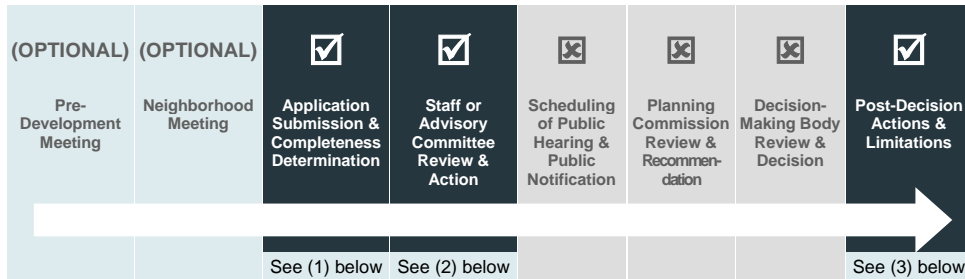 (OPTIONAL)
Pre-
Development
Meeting
(OPTIONAL)
Neighborhood
Meeting
Application
Submission &
Completeness
Determination
See (1) below
Staff or
Advisory
Committee
Review &
Action
See (2) below
Scheduling
of Public
Hearing &
Public
Notification
Planning
Commission
Review &
Recommen-
dation
Decision-
Making Body
Review &
Decision
Post-Decision
Actions &
Limitations
See (3) below